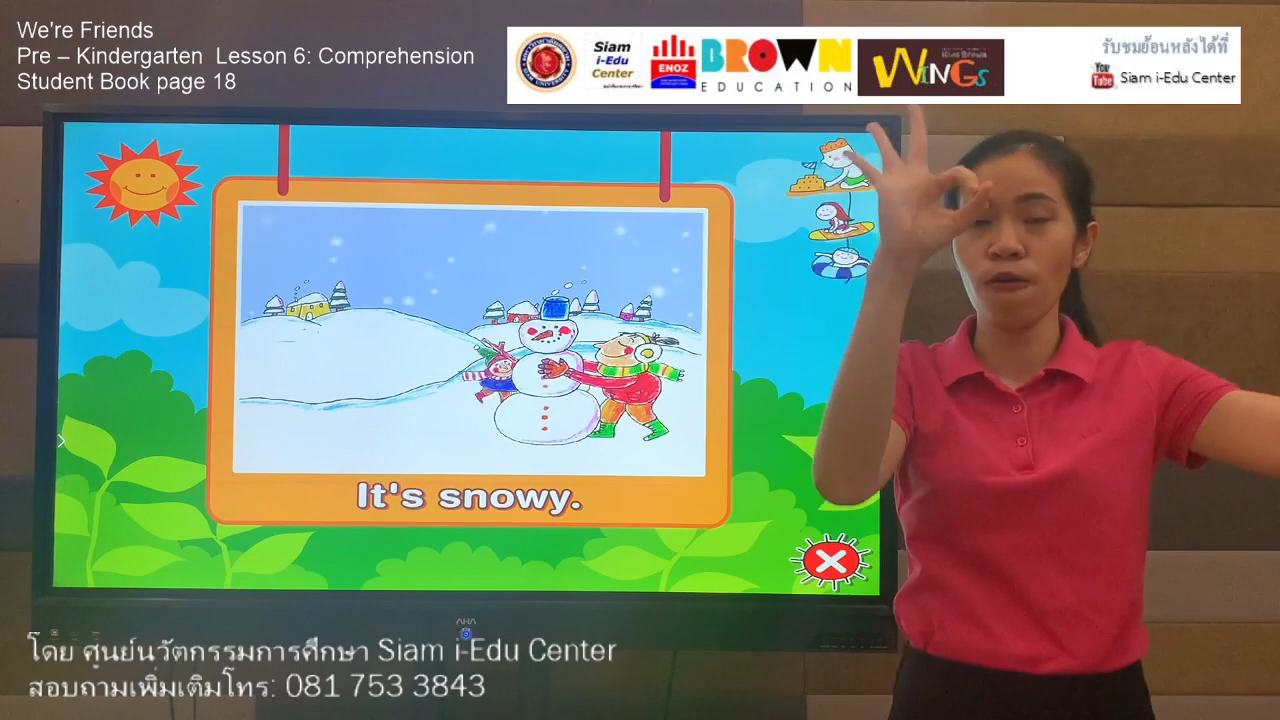 We're Friends
Pre – Kindergarten Lesson 6: Comprehension
Student Book page 18
Siam
i-Edu
Center
ENOZ
BROWN
EDUCATION
WINGS
รับชมย้อนหลังได้ที่
You
Tube
Siam i-Edu Center
It's snowy.
โดย ศูนย์นวัตกรรมการศึกษา Siam i-Edu Center
สอบถามเพิ่มเติมโทร: 081 753 3843